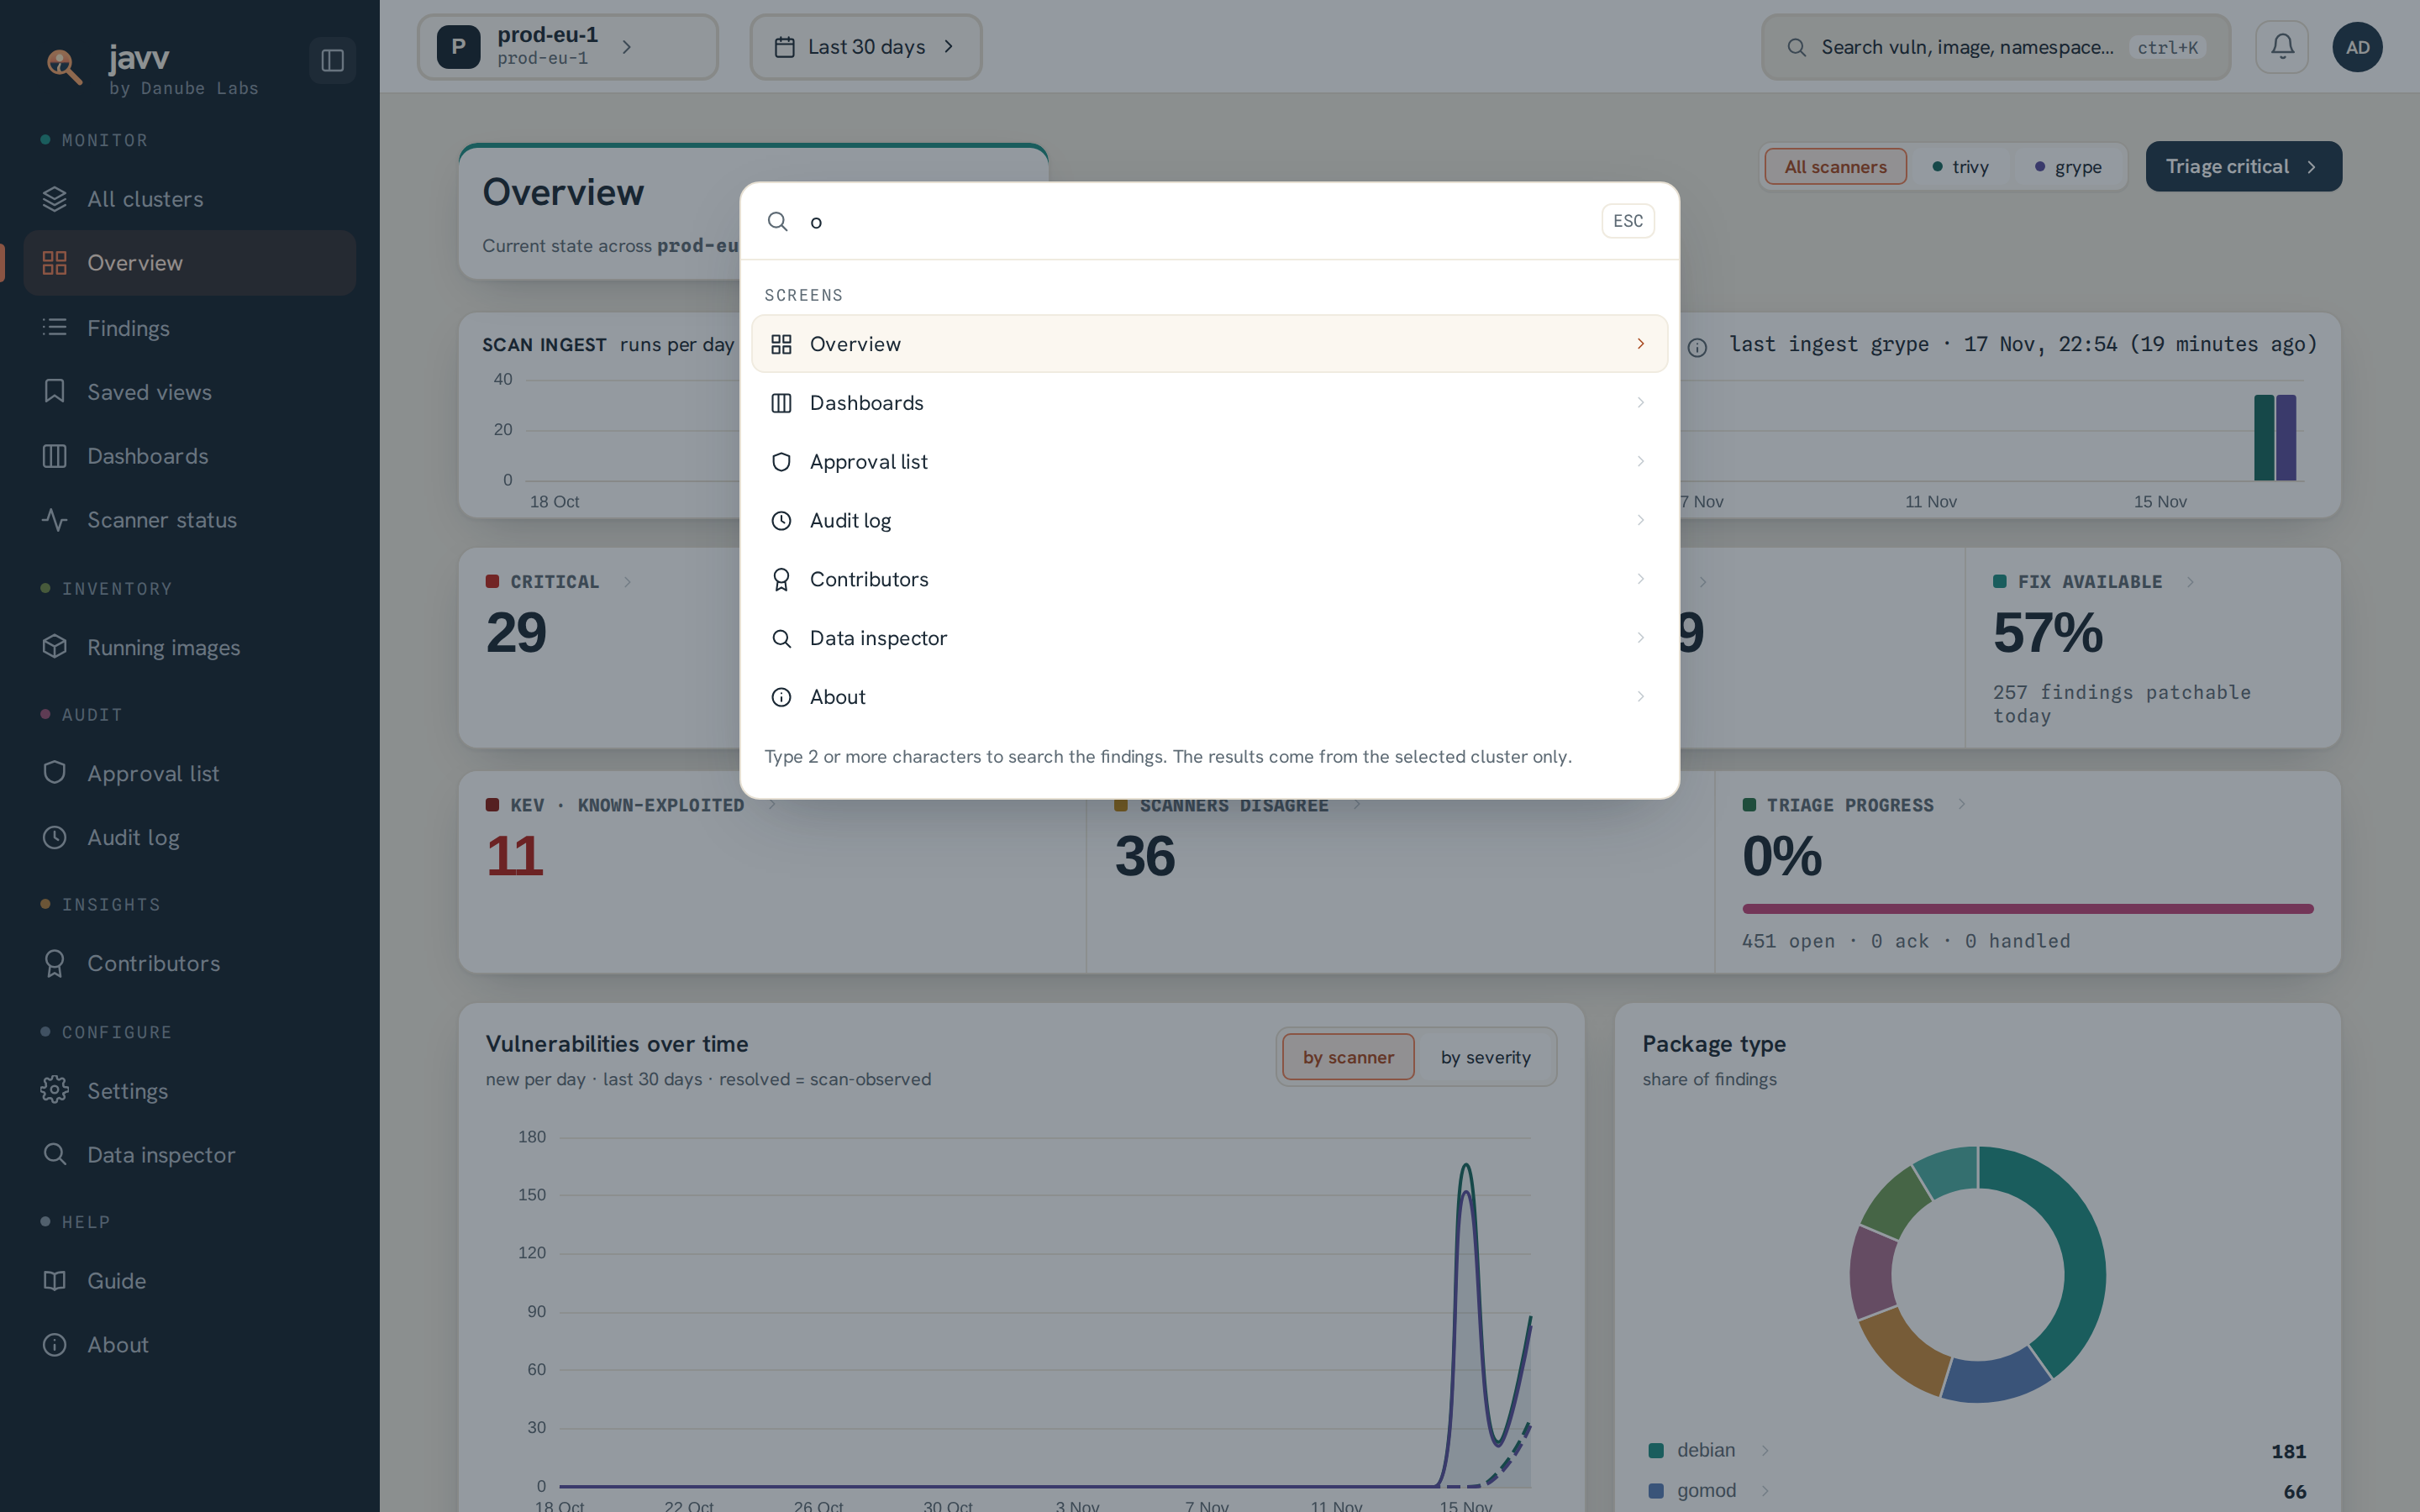 javv
by Danube Labs
MONITOR
All clusters
Overview
Findings
Saved views
Dashboards
Scanner status
INVENTORY
Running images
AUDIT
Approval list
Audit log
INSIGHTS
Contributors
CONFIGURE
Settings
Data inspector
HELP
Guide
About
P
prod-eu-1
prod-eu-1
Last 30 days
Search vuln, image, namespace...
ctrl+K
AD
Overview
Current state across prod-eu
All scanners
trivy
grype
Triage critical
o
ESC
SCREENS
Overview
Dashboards
Approval list
Audit log
Contributors
Data inspector
About
Type 2 or more characters to search the findings. The results come from the selected cluster only.
SCAN INGEST runs per day
last ingest grype · 17 Nov, 22:54 (19 minutes ago)
40
20
0
18 Oct
7 Nov
11 Nov
15 Nov
CRITICAL
29
9
FIX AVAILABLE
57%
257 findings patchable
today
KEV · KNOWN-EXPLOITED
11
SCANNERS DISAGREE
36
TRIAGE PROGRESS
0%
451 open · 0 ack · 0 handled
Vulnerabilities over time
new per day · last 30 days · resolved = scan-observed
by scanner
by severity
180
150
120
90
60
30
0
18 Oct
22 Oct
26 Oct
30 Oct
3 Nov
7 Nov
11 Nov
15 Nov
Package type
share of findings
debian
181
gomod
66